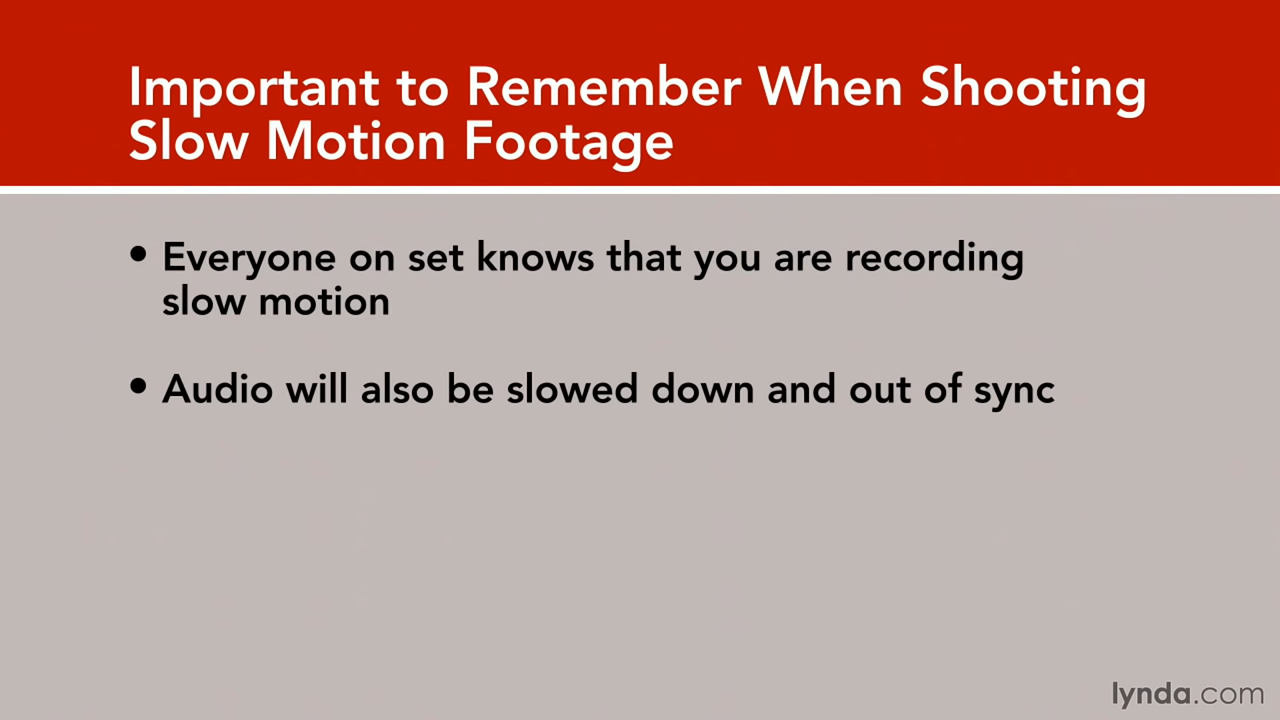 Important to Remember When Shooting
Slow Motion Footage
• Everyone on set knows that you are recording
slow motion
• Audio will also be slowed down and out of sync
lynda.com